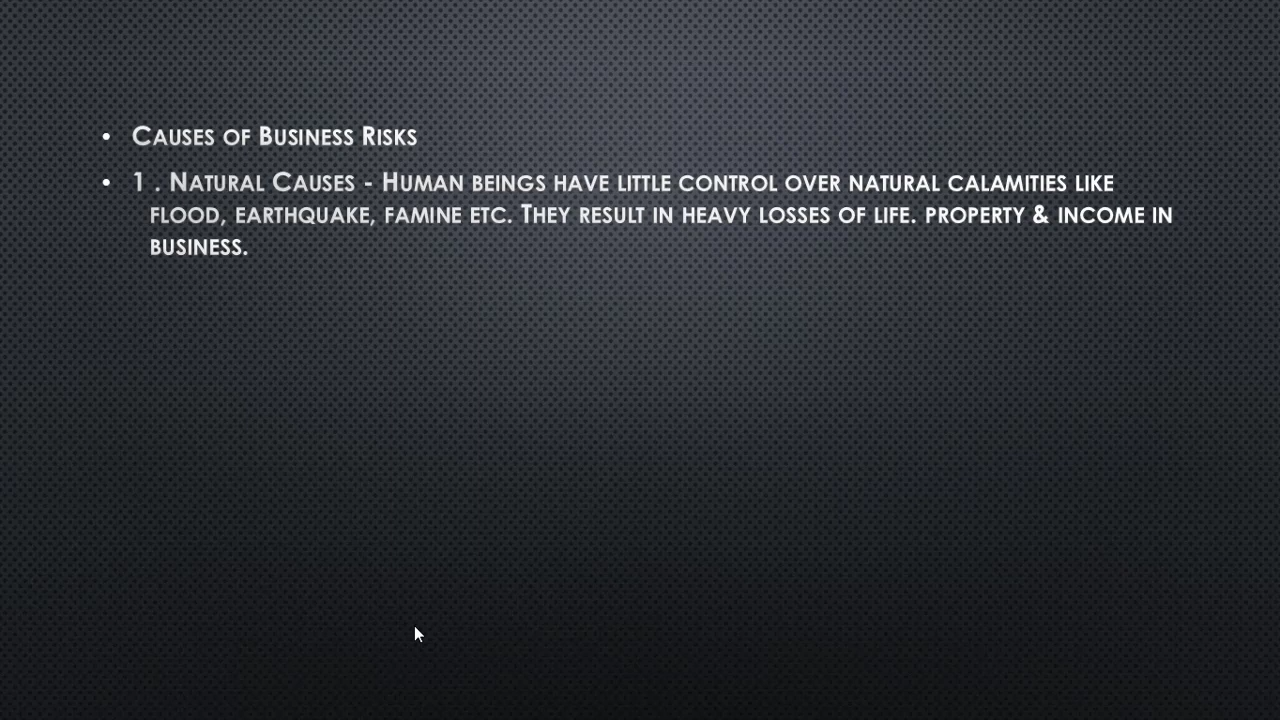 • Causes of Business Risks
• 1 . Natural Causes - Human beings have little control over natural calamities like
flood, earthquake, famine etc. They result in heavy losses of life. property & income in
business.